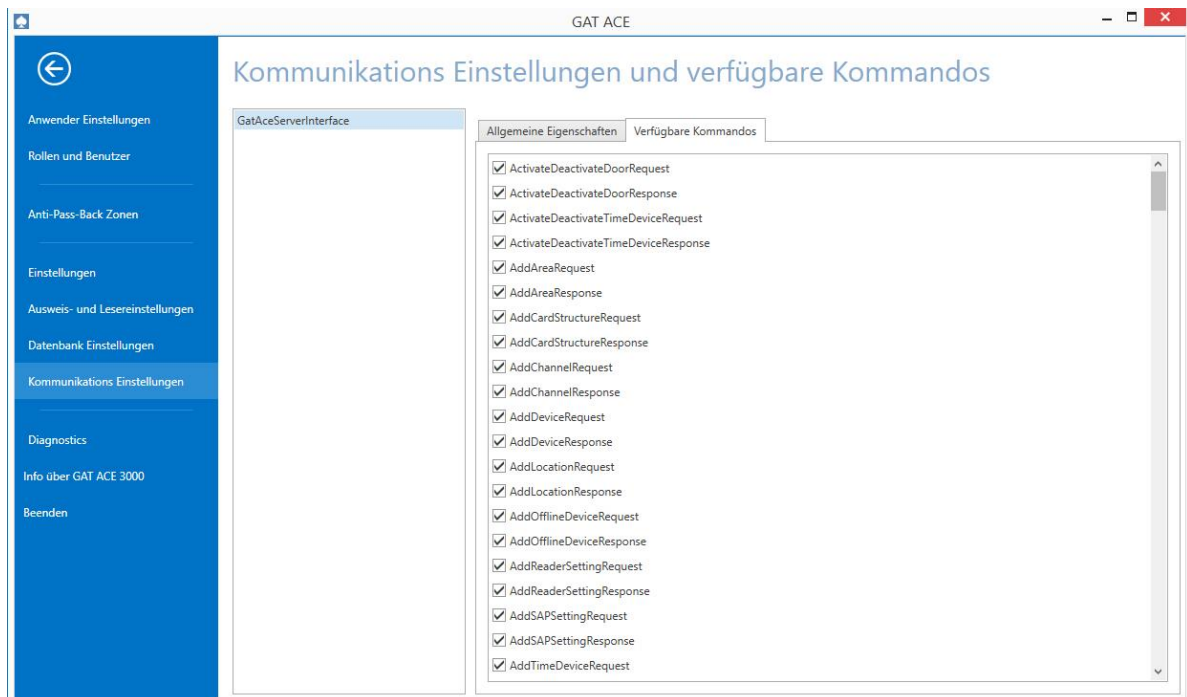 GAT ACE
Kommunikations Einstellungen und verfügbare Kommandos
Anwender Einstellungen
Rollen und Benutzer
Anti-Pass-Back Zonen
Einstellungen
Ausweis- und Lesereinstellungen
Datenbank Einstellungen
Kommunikations Einstellungen
Diagnostics
Info über GAT ACE 3000
Beenden
GatAceServerInterface
Allgemeine Eigenschaften
Verfügbare Kommandos
ActivateDeactivateDoorRequest
ActivateDeactivateDoorResponse
ActivateDeactivateTimeDeviceRequest
ActivateDeactivateTimeDeviceResponse
AddAreaRequest
AddAreaResponse
AddCardStructureRequest
AddCardStructureResponse
AddChannelRequest
AddChannelResponse
AddDeviceRequest
AddDeviceResponse
AddLocationRequest
AddLocationResponse
AddOfflineDeviceRequest
AddOfflineDeviceResponse
AddReaderSettingRequest
AddReaderSettingResponse
AddSAPSettingRequest
AddSAPSettingResponse
AddTimeDeviceRequest